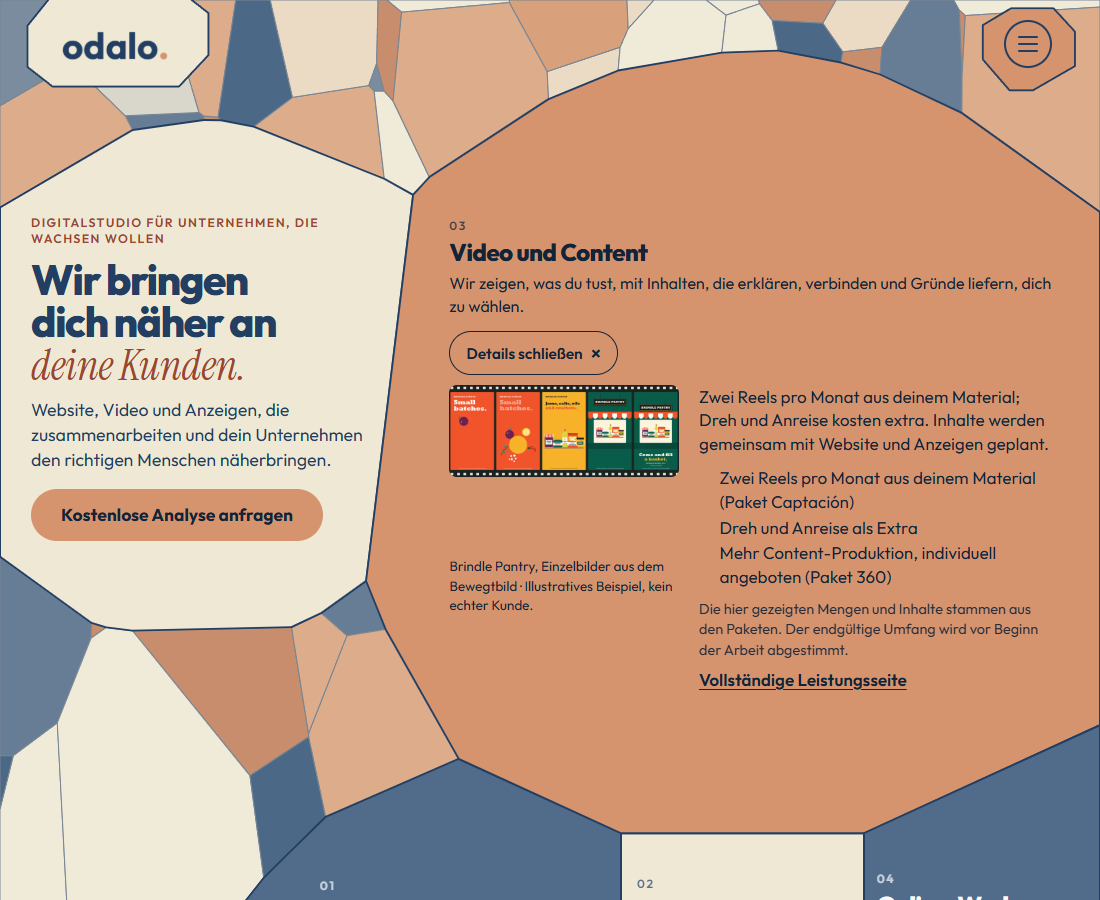 odalo.
DIGITALSTUDIO FÜR UNTERNEHMEN, DIE
WACHSEN WOLLEN
Wir bringen
dich näher an
deine Kunden.
Website, Video und Anzeigen, die
zusammenarbeiten und dein Unternehmen
den richtigen Menschen näherbringen.
Kostenlose Analyse anfragen
03
Video und Content
Wir zeigen, was du tust, mit Inhalten, die erklären, verbinden und Gründe liefern, dich
zu wählen.
Details schließen ×
Small
batches.
Small
batches.
Brindle Pantry, Einzelbilder aus dem
Bewegtbild · Illustratives Beispiel, kein
echter Kunde.
Zwei Reels pro Monat aus deinem Material;
Dreh und Anreise kosten extra. Inhalte werden
gemeinsam mit Website und Anzeigen geplant.
Zwei Reels pro Monat aus deinem Material
(Paket Captación)
Dreh und Anreise als Extra
Mehr Content-Produktion, individuell
angeboten (Paket 360)
Die hier gezeigten Mengen und Inhalte stammen aus
den Paketen. Der endgültige Umfang wird vor Beginn
der Arbeit abgestimmt.
Vollständige Leistungsseite
01
02
04